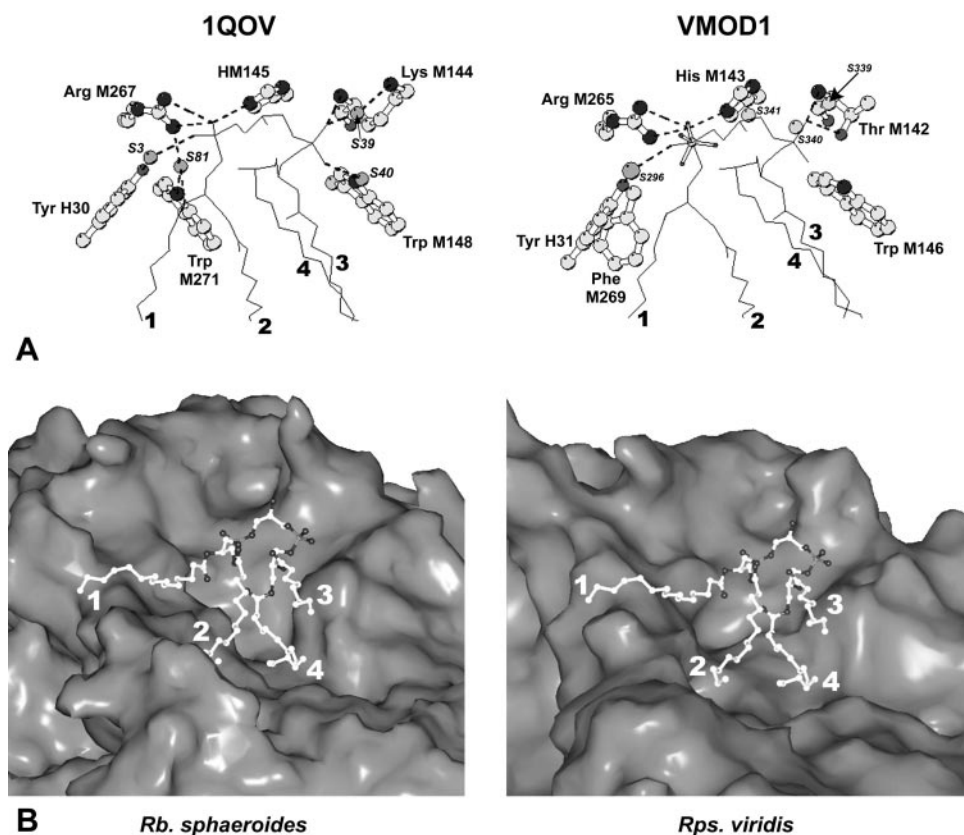 1QOV
VMOD1
Arg M267
HM145
Lys M144
S3
S81
S39
S40
Tyr H30
Trp
M271
Trp M148
4
3
1
2
Arg M265
His M143
S339
S341
Thr M142
S340
S296
Tyr H31
Phe
M269
Trp M146
3
4
1
2
A
1
2
3
4
1
2
3
4
B
Rb. sphaeroides
Rps. viridis